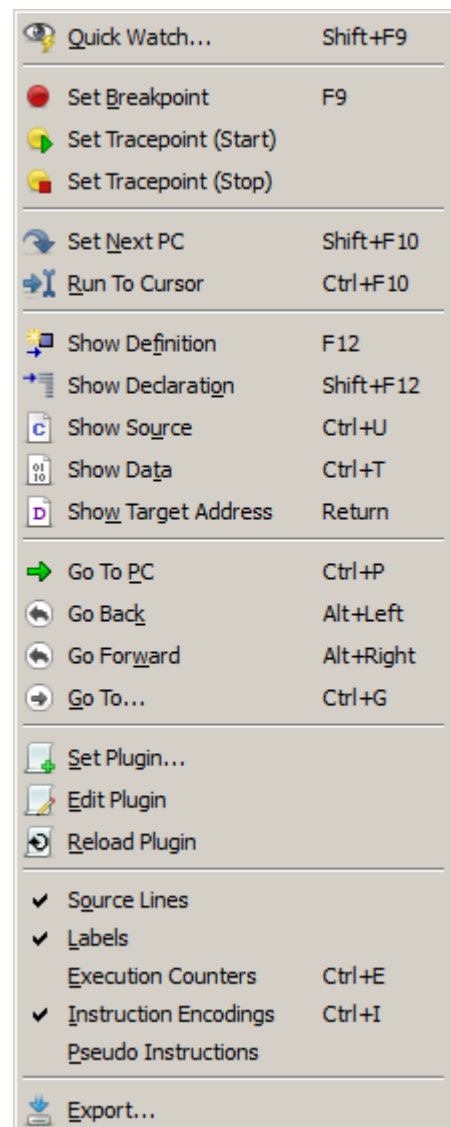 Quick Watch... Shift+F9
Set Breakpoint F9
Set Tracepoint (Start)
Set Tracepoint (Stop)
Set Next PC Shift+F10
Run To Cursor Ctrl+F10
Show Definition F12
Show Declaration Shift+F12
C Show Source Ctrl+U
01 10 Show Data Ctrl+T
D Show Target Address Return
Go To PC Ctrl+P
Go Back Alt+Left
Go Forward Alt+Right
Go To... Ctrl+G
Set Plugin...
Edit Plugin
Reload Plugin
Source Lines
Labels
Execution Counters Ctrl+E
Instruction Encodings Ctrl+I
Pseudo Instructions
Export...